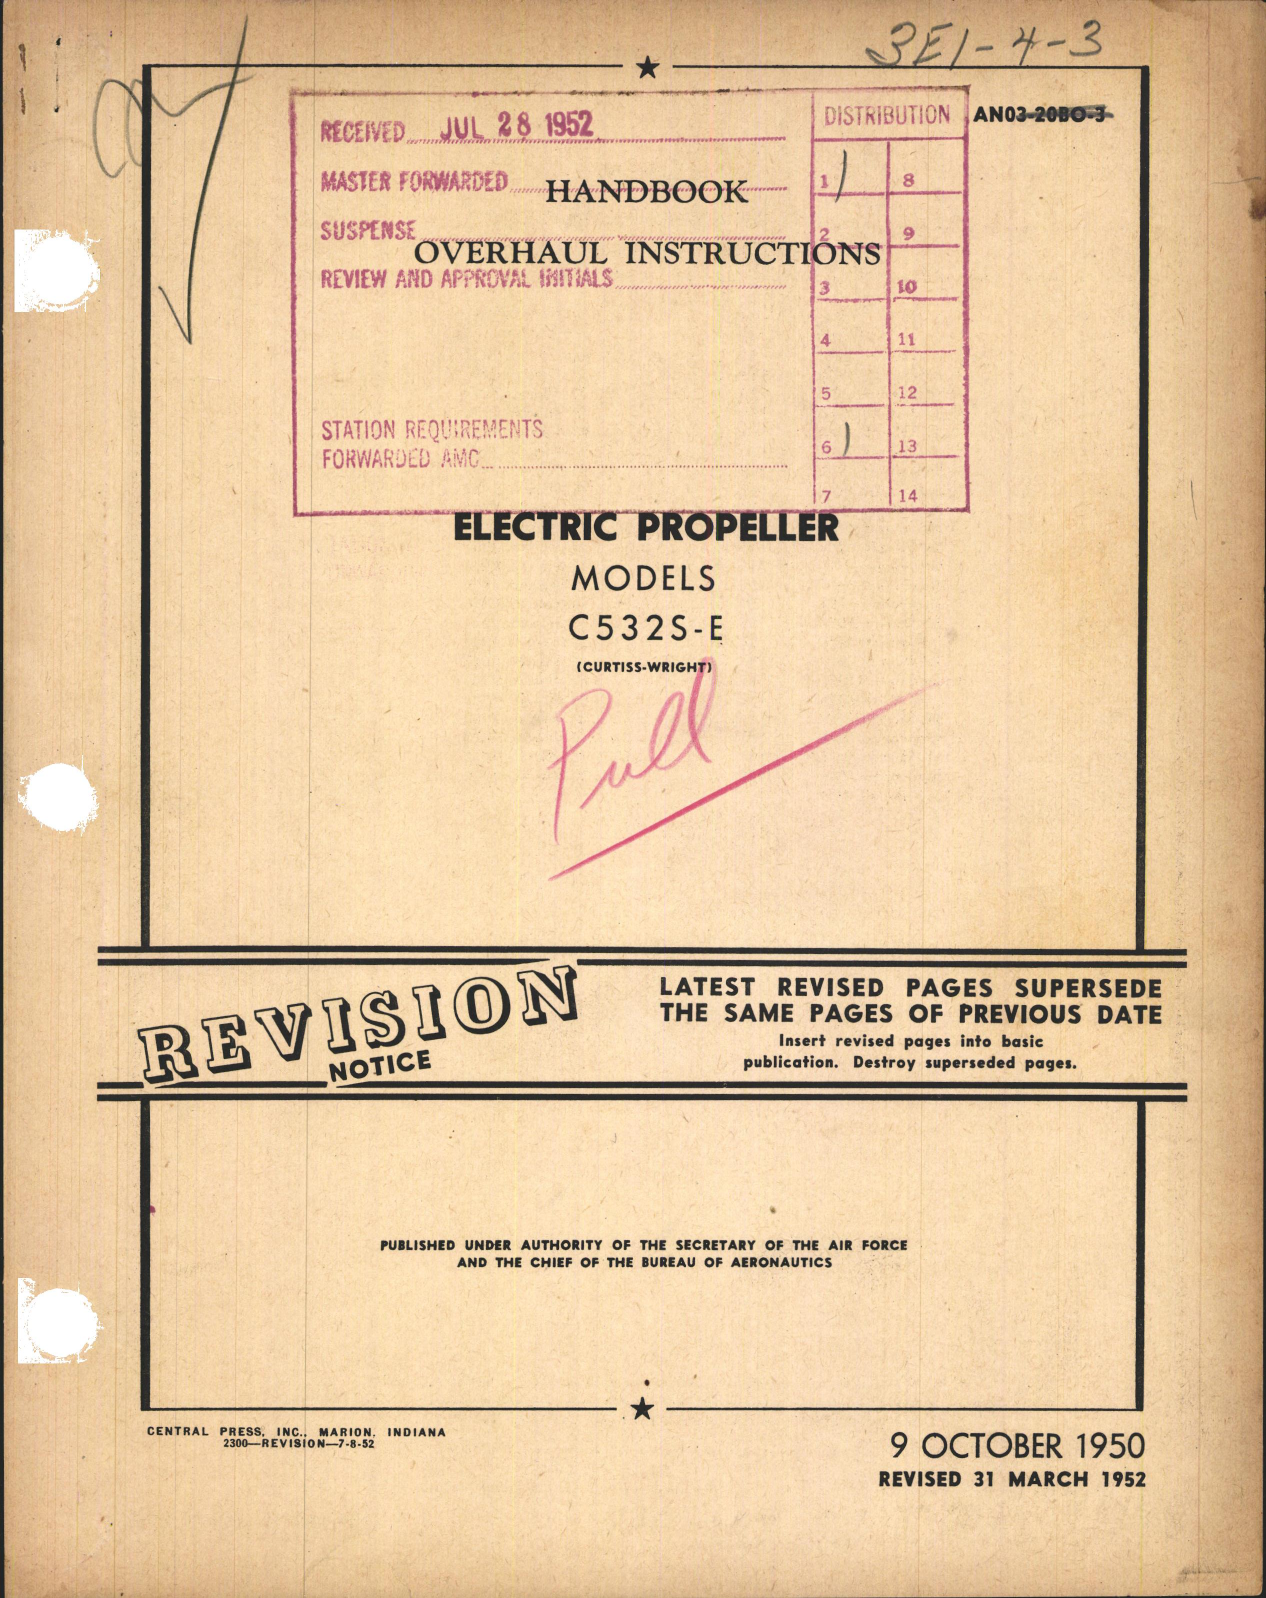 3E1-4-3
AN03-20BO-3
RECEIVED JUL 28 1952
DISTRIBUTION
MASTER FORWARDED
HANDBOOK
SUSPENSE
OVERHAUL INSTRUCTIONS
REVIEW AND APPROVAL INITIALS
1 8
2 9
3 10
4 11
5 12
6 13
7 14
STATION REQUIREMENTS
FORWARDED AMC
ELECTRIC PROPELLER
MODELS
C532S-E
(CURTISS-WRIGHT)
Pull
REVISION
NOTICE
LATEST REVISED PAGES SUPERSEDE
THE SAME PAGES OF PREVIOUS DATE
Insert revised pages into basic
publication. Destroy superseded pages.
PUBLISHED UNDER AUTHORITY OF THE SECRETARY OF THE AIR FORCE
AND THE CHIEF OF THE BUREAU OF AERONAUTICS
CENTRAL PRESS, INC., MARION, INDIANA
2300—REVISION—7-8-52
9 OCTOBER 1950
REVISED 31 MARCH 1952